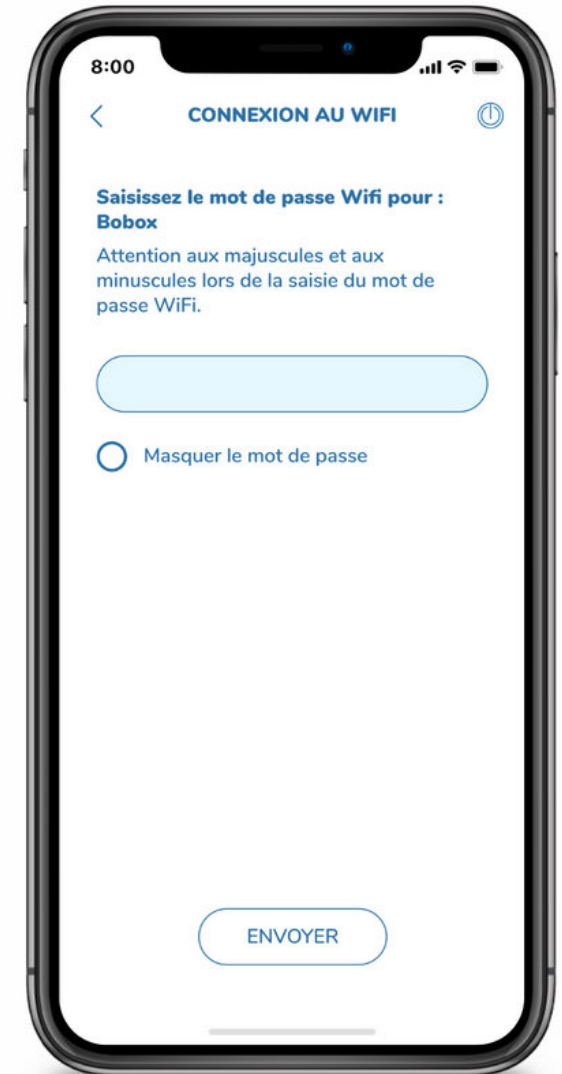 8:00
CONNEXION AU WIFI
Saisissez le mot de passe Wifi pour :
Bobox
Attention aux majuscules et aux
minuscules lors de la saisie du mot de
passe WiFi.
Masquer le mot de passe
ENVOYER